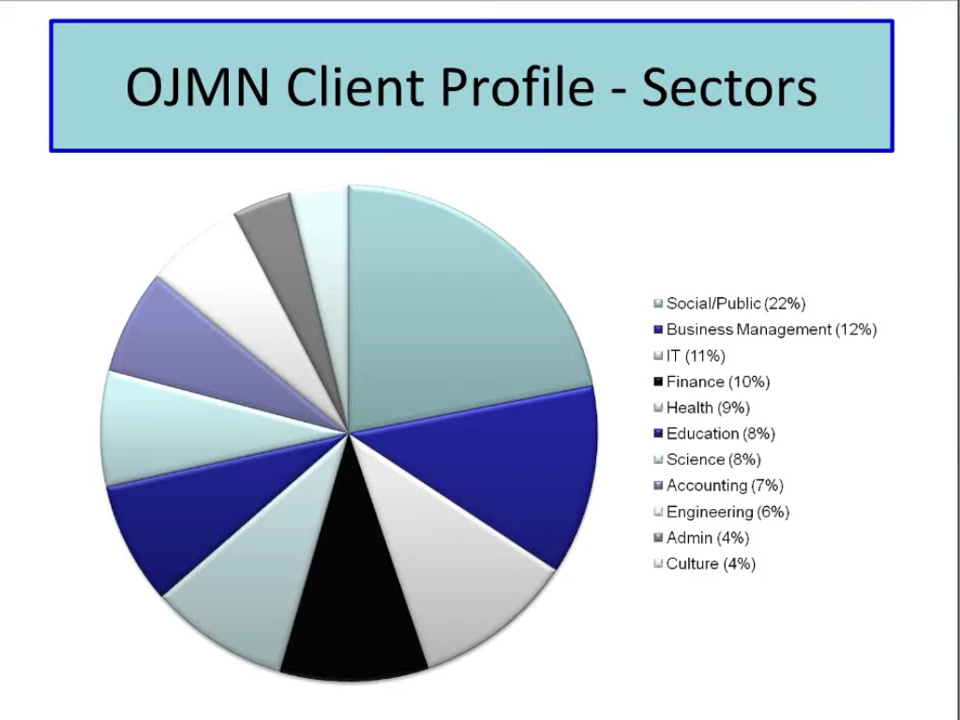 OJMN Client Profile - Sectors
Social/Public (22%)
Business Management (12%)
IT (11%)
Finance (10%)
Health (9%)
Education (8%)
Science (8%)
Accounting (7%)
Engineering (6%)
Admin (4%)
Culture (4%)